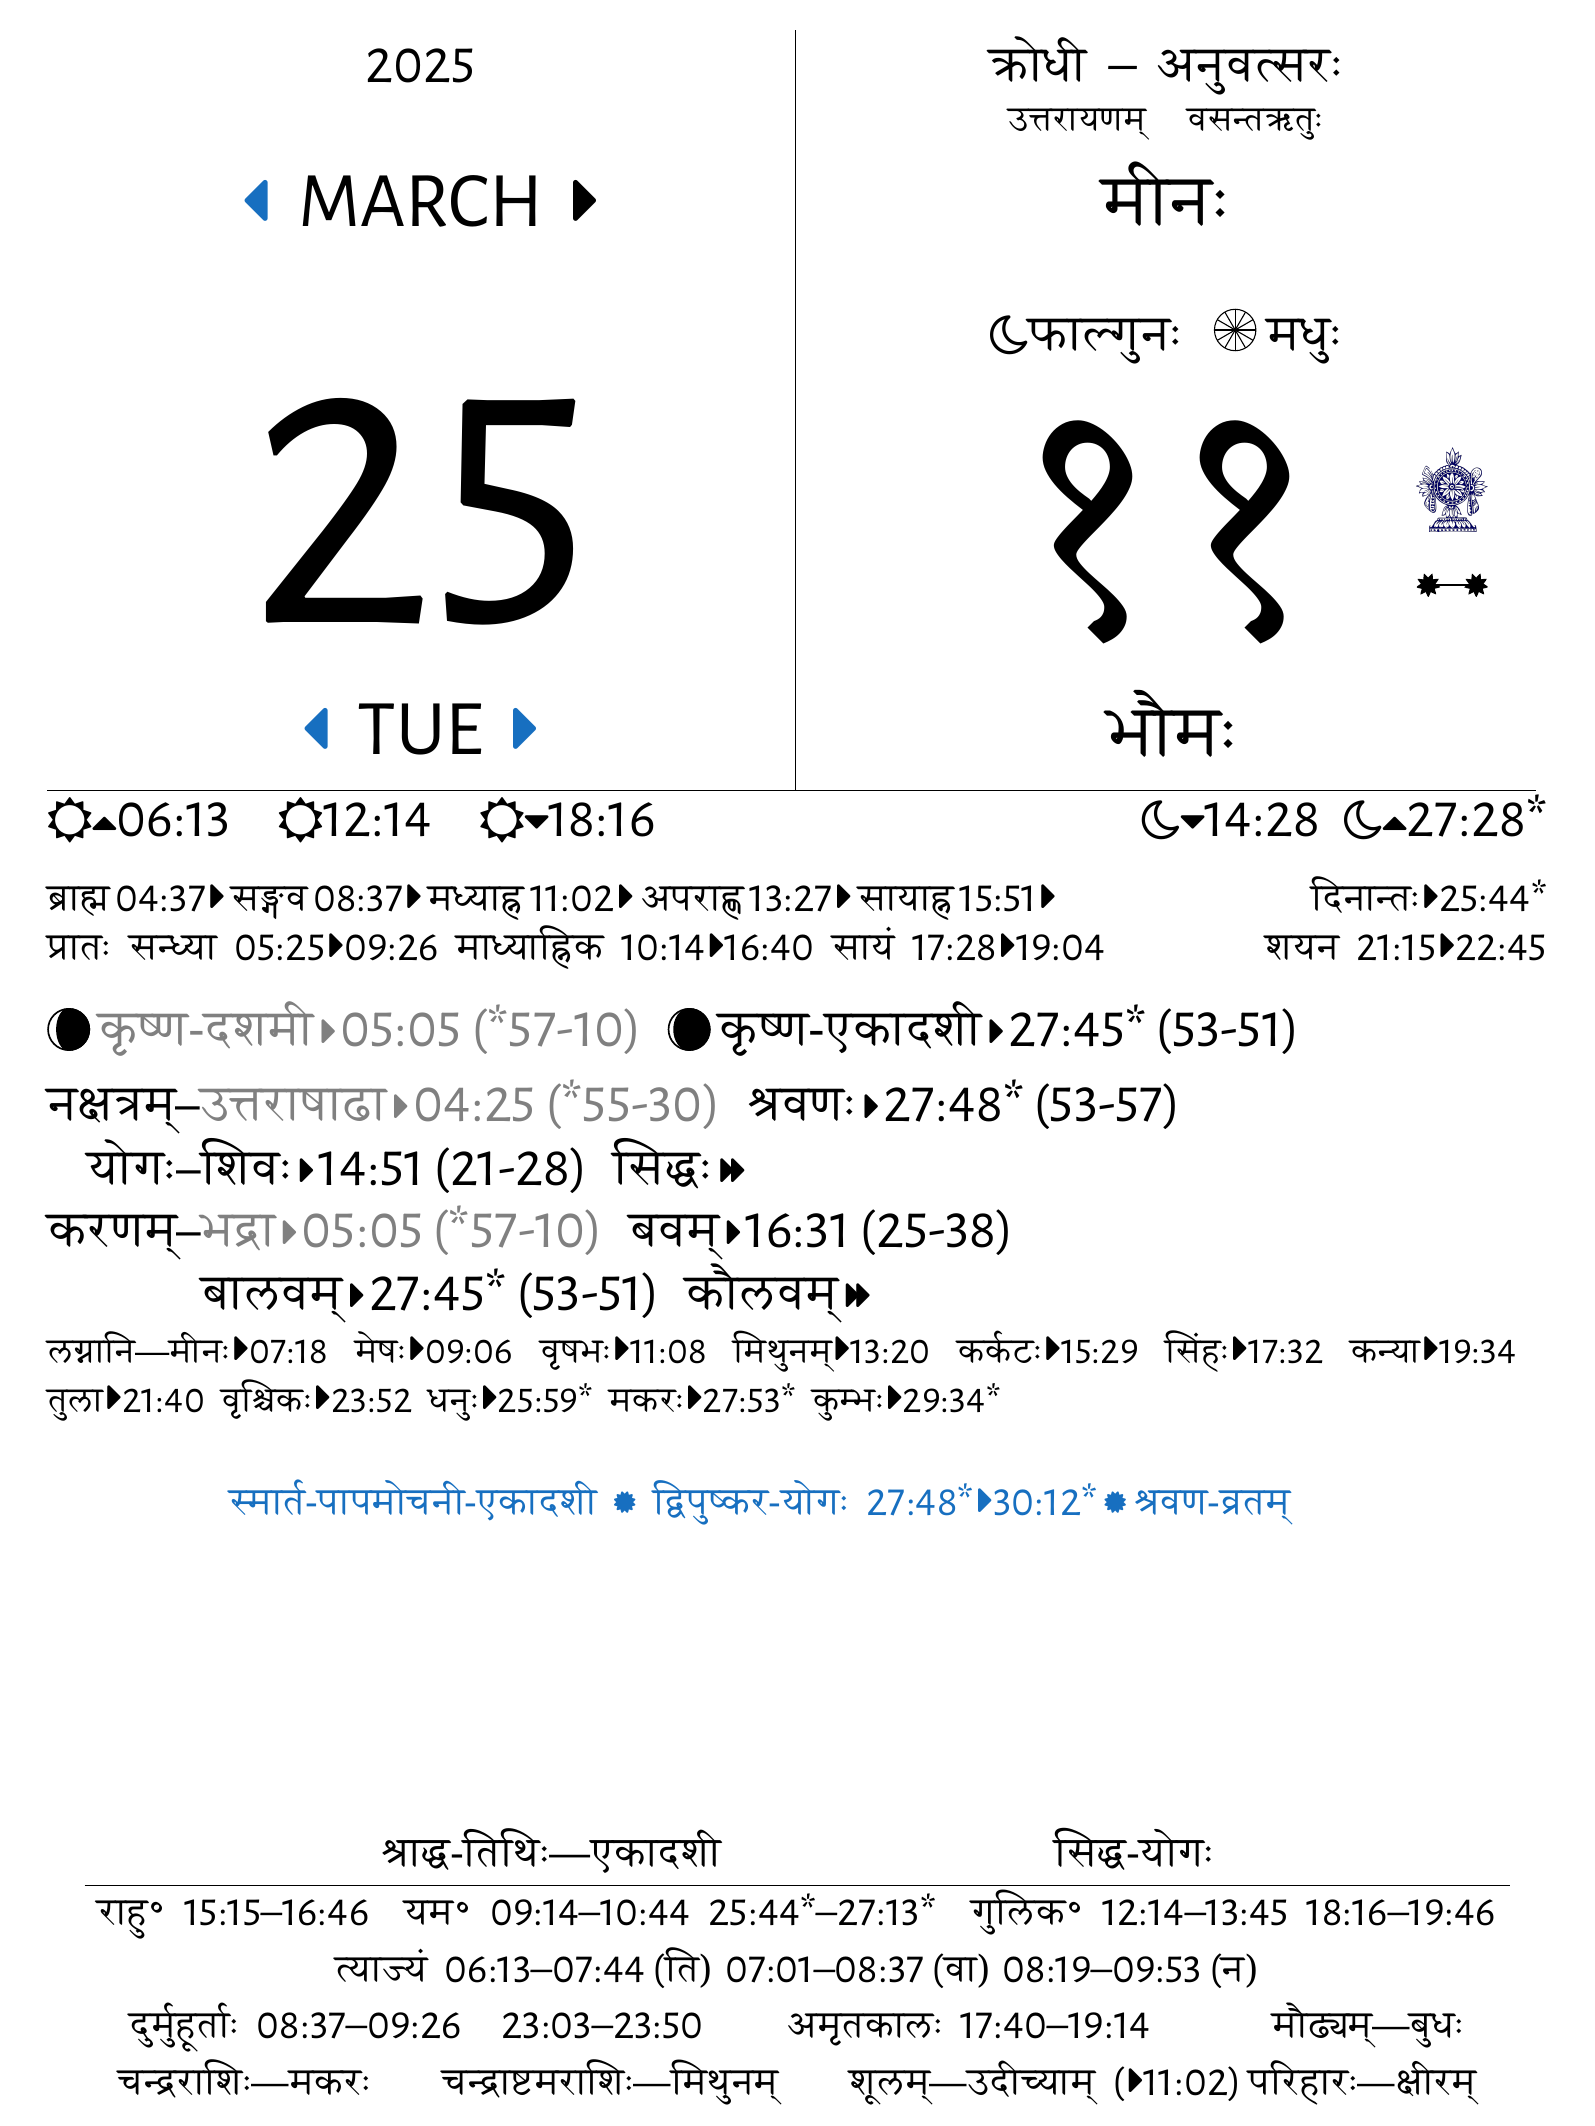 2025
MARCH
25
TUE
क्रोधी – अनुवत्सरः
उत्तरायणम् वसन्तऋतुः
मीनः
फाल्गुनः मधुः
११
भौमः
06:13 12:14 18:16 14:28 27:28*
ब्राह्म 04:37 सङ्गव 08:37 मध्याह्न 11:02 अपराह्ण 13:27 सायाह्न 15:51 दिनान्तः 25:44*
प्रातः सन्ध्या 05:25 09:26 माध्याह्निक 10:14 16:40 सायं 17:28 19:04 शयन 21:15 22:45
कृष्ण-दशमी 05:05 (*57-10) कृष्ण-एकादशी 27:45* (53-51)
नक्षत्रम्–उत्तराषाढा 04:25 (*55-30) श्रवणः 27:48* (53-57)
योगः–शिवः 14:51 (21-28) सिद्धः
करणम्–भद्रा 05:05 (*57-10) बवम् 16:31 (25-38)
बालवम् 27:45* (53-51) कौलवम्
लग्नानि—मीनः 07:18 मेषः 09:06 वृषभः 11:08 मिथुनम् 13:20 कर्कटः 15:29 सिंहः 17:32 कन्या 19:34
तुला 21:40 वृश्चिकः 23:52 धनुः 25:59* मकरः 27:53* कुम्भः 29:34*
स्मार्त-पापमोचनी-एकादशी द्विपुष्कर-योगः 27:48* 30:12* श्रवण-व्रतम्
श्राद्ध-तिथिः—एकादशी सिद्ध-योगः
राहु॰ 15:15–16:46 यम॰ 09:14–10:44 25:44*–27:13* गुलिक॰ 12:14–13:45 18:16–19:46
त्याज्यं 06:13–07:44 (ति) 07:01–08:37 (वा) 08:19–09:53 (न)
दुर्मुहूर्ताः 08:37–09:26 23:03–23:50 अमृतकालः 17:40–19:14 मौढ्यम्—बुधः
चन्द्रराशिः—मकरः चन्द्राष्टमराशिः—मिथुनम् शूलम्—उदीच्याम् ( 11:02) परिहारः—क्षीरम्